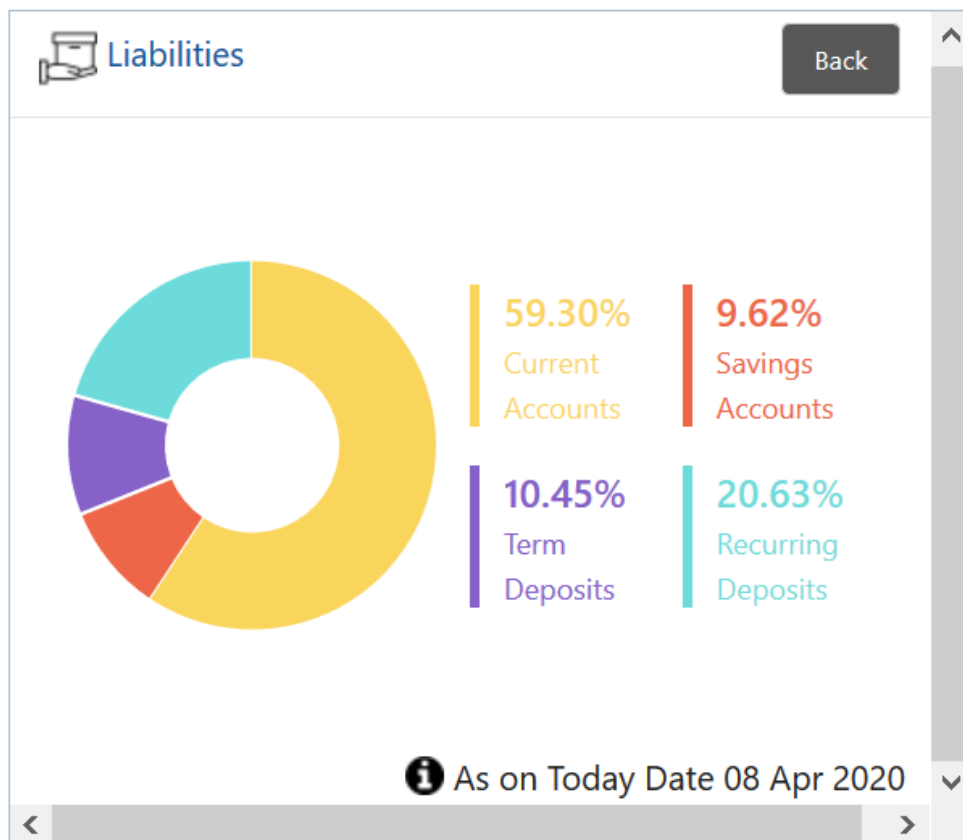 Liabilities
Back
59.30%
Current
Accounts
9.62%
Savings
Accounts
10.45%
Term
Deposits
20.63%
Recurring
Deposits
As on Today Date 08 Apr 2020